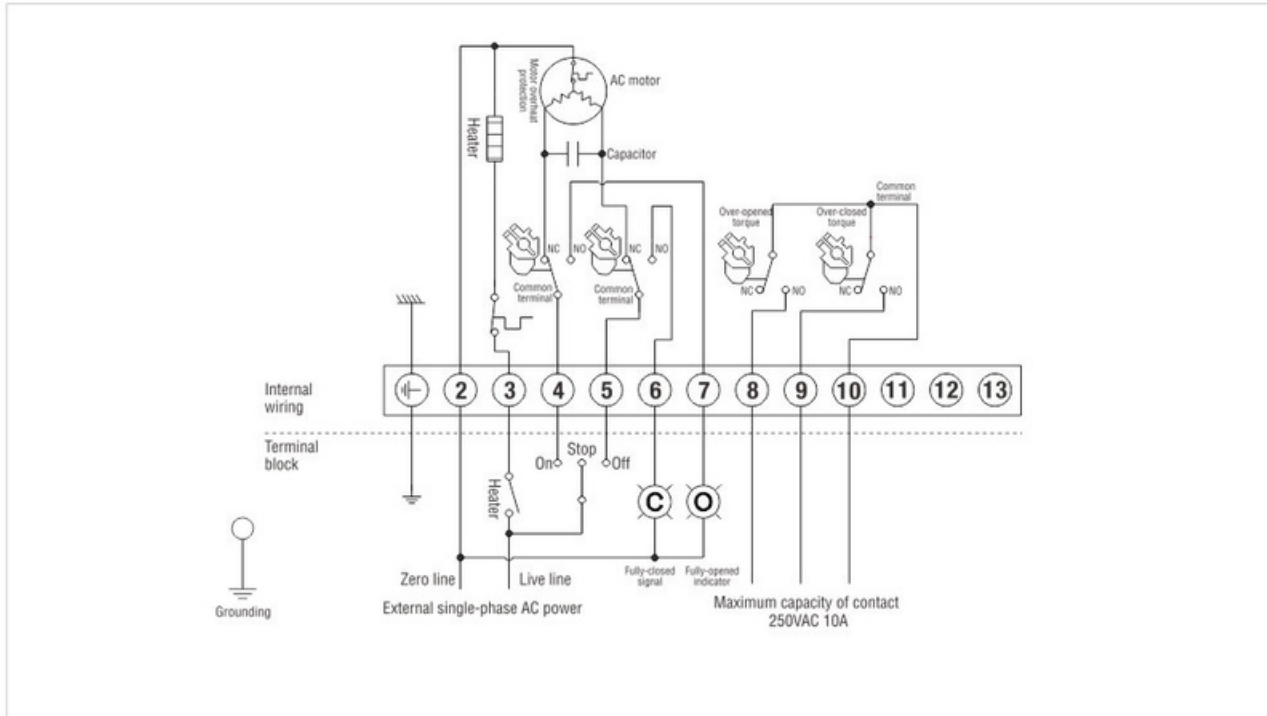 Motor overheat
protection
AC motor
Heater
Capacitor
NC
NO
NC
NO
Common
terminal
Common
terminal
Common
terminal
Over-opened
torque
Over-closed
torque
NC
NO
NC
NO
Internal
wiring
2
3
4
5
6
7
8
9
10
11
12
13
Terminal
block
On
Stop
Off
Heater
C
O
Zero line
Live line
Fully-closed
signal
Fully-opened
indicator
External single-phase AC power
Maximum capacity of contact
250VAC 10A
Grounding